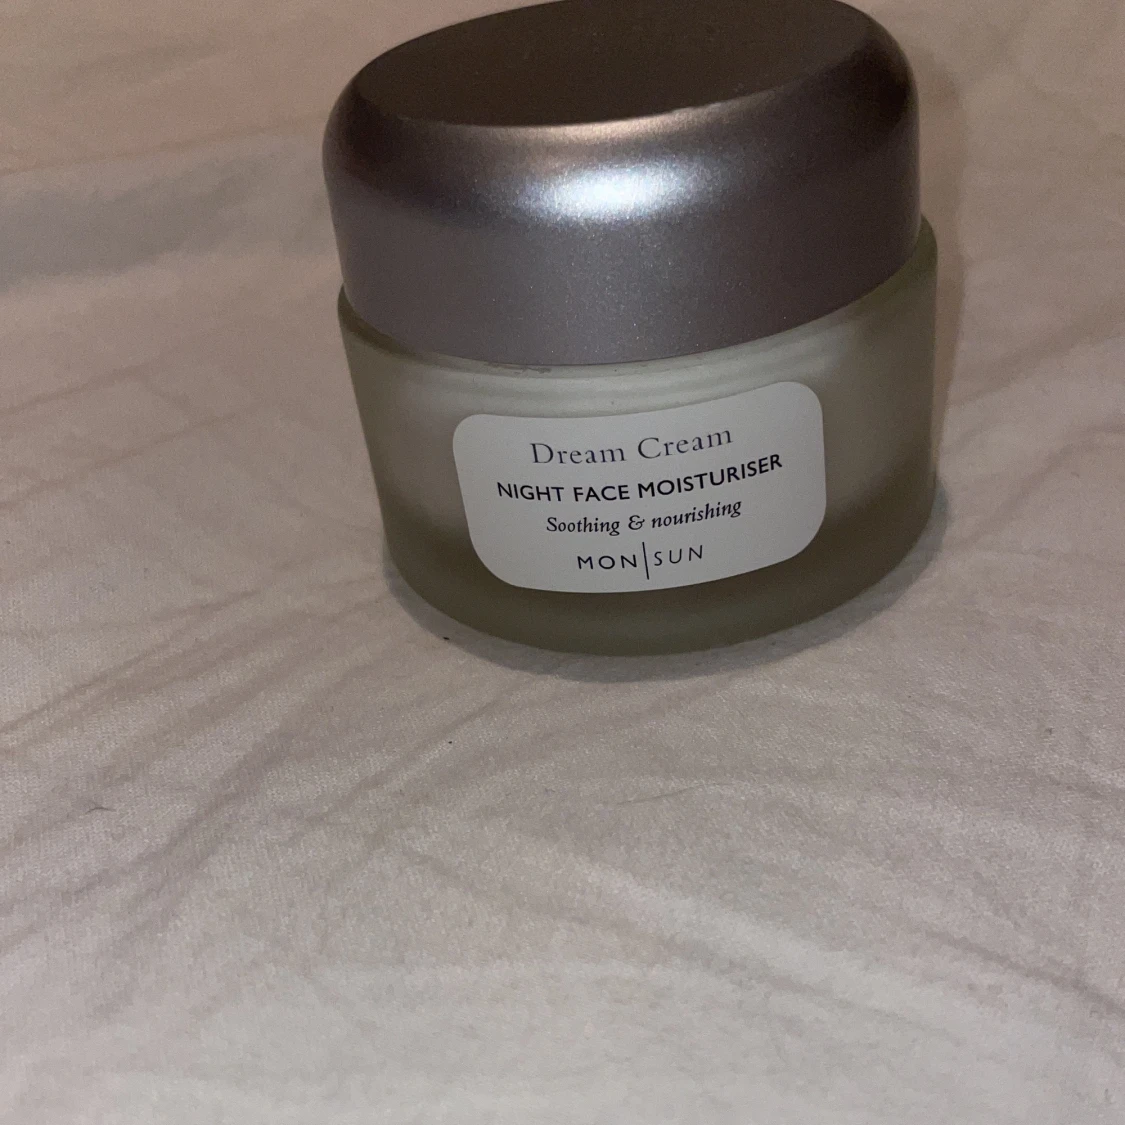 Dream Cream
NIGHT FACE MOISTURISER
Soothing & nourishing
MON|SUN